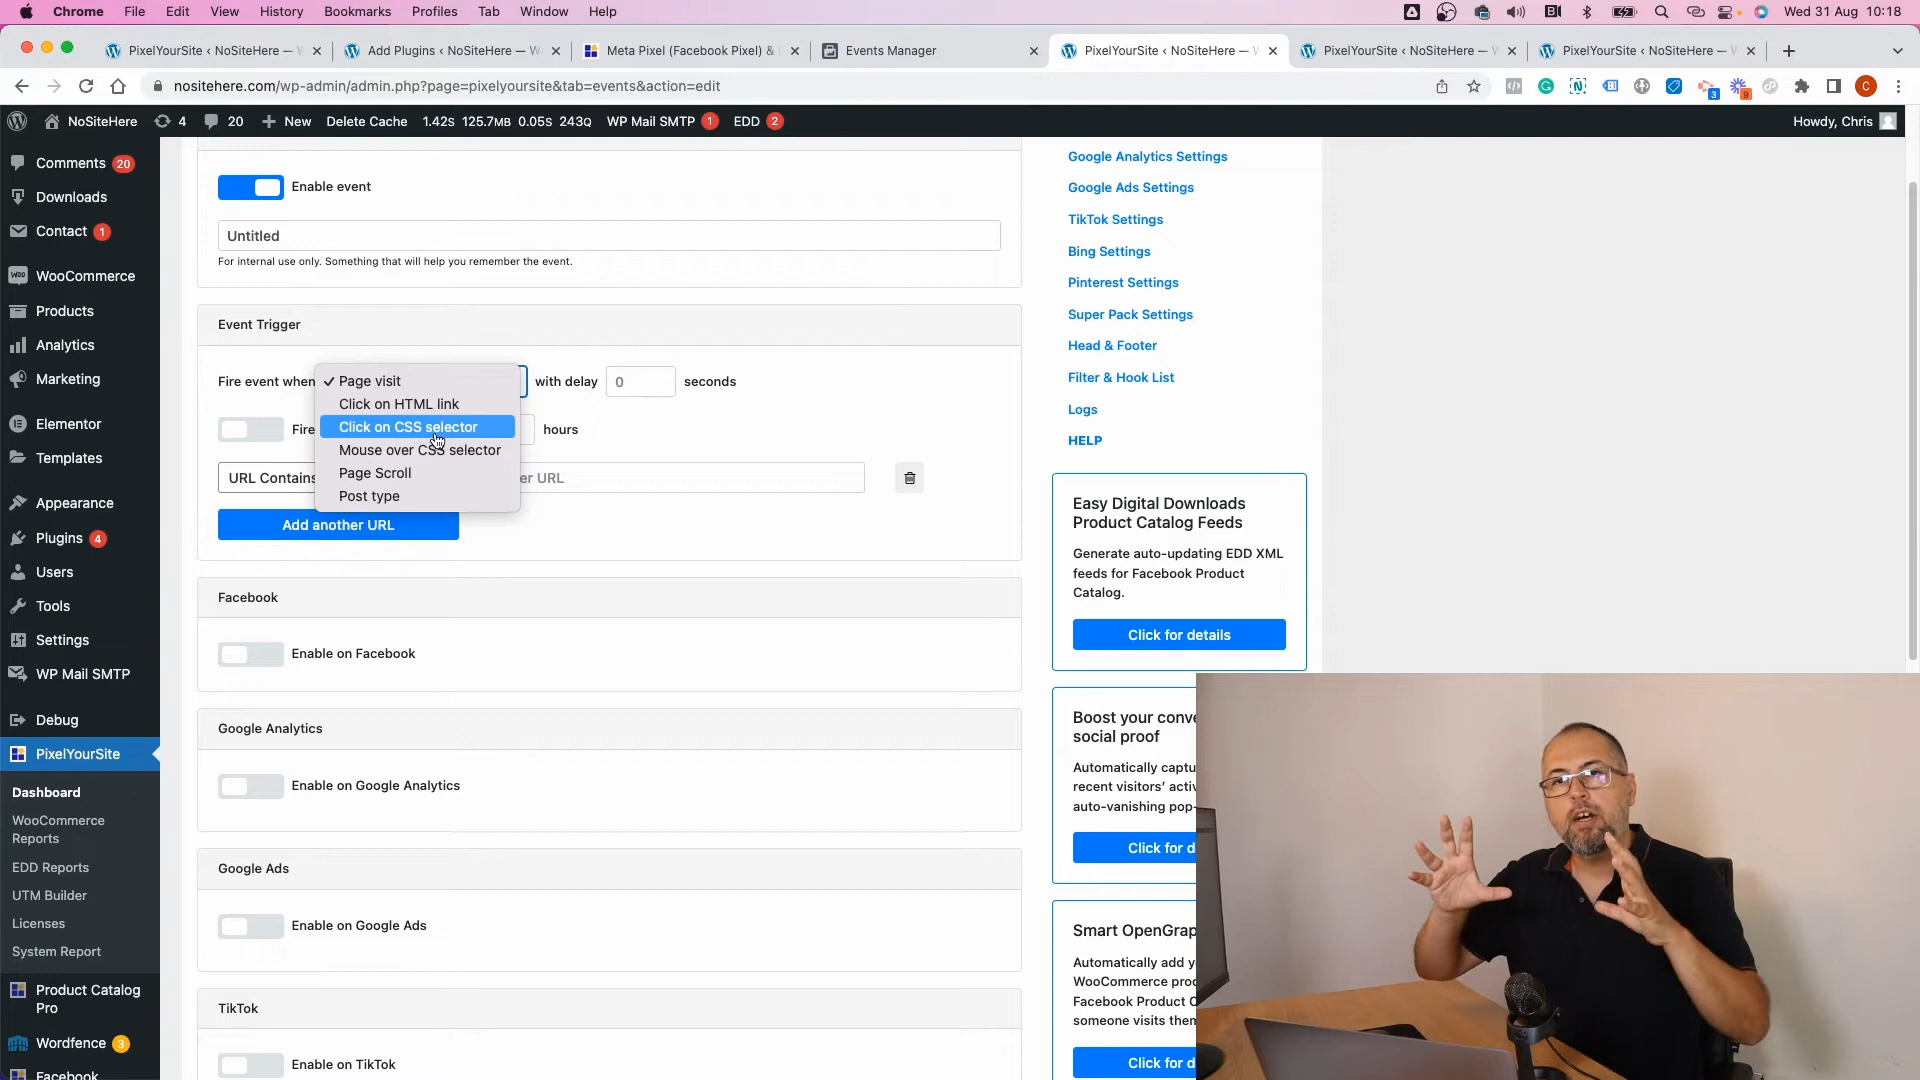 Chrome File Edit View History Bookmarks Profiles Tab Window Help Wed 31 Aug 10:18
PixelYourSite ‹ NoSiteHere — Add Plugins ‹ NoSiteHere — Meta Pixel (Facebook Pixel) & Events Manager PixelYourSite ‹ NoSiteHere — PixelYourSite ‹ NoSiteHere — PixelYourSite ‹ NoSiteHere —
nositehere.com/wp-admin/admin.php?page=pixelyoursite&tab=events&action=edit
3 9 C
NoSiteHere 4 20 New Delete Cache 1.42S 125.7MB 0.05S 243Q WP Mail SMTP 1 EDD 2 Howdy, Chris
Comments 20
Downloads
Contact 1
WooCommerce
Products
Analytics
Marketing
Elementor
Templates
Appearance
Plugins 4
Users
Tools
Settings
WP Mail SMTP
Debug
PixelYourSite
Dashboard
WooCommerce
Reports
EDD Reports
UTM Builder
Licenses
System Report
Product Catalog
Pro
Wordfence 3
Facebook
Enable event
Untitled
For internal use only. Something that will help you remember the event.
Event Trigger
Fire event when with delay 0 seconds
Page visit
Click on HTML link
Click on CSS selector
Mouse over CSS selector
Page Scroll
Post type
Fire hours
URL Contains URL
Add another URL
Facebook
Enable on Facebook
Google Analytics
Enable on Google Analytics
Google Ads
Enable on Google Ads
TikTok
Enable on TikTok
Google Analytics Settings
Google Ads Settings
TikTok Settings
Bing Settings
Pinterest Settings
Super Pack Settings
Head & Footer
Filter & Hook List
Logs
HELP
Easy Digital Downloads
Product Catalog Feeds
Generate auto-updating EDD XML
feeds for Facebook Product
Catalog.
Click for details
Boost your conve
social proof
Automatically captu
recent visitors' activ
auto-vanishing pop-
Click for d
Smart OpenGrap
Automatically add y
WooCommerce proc
Facebook Product C
someone visits them
Click for d